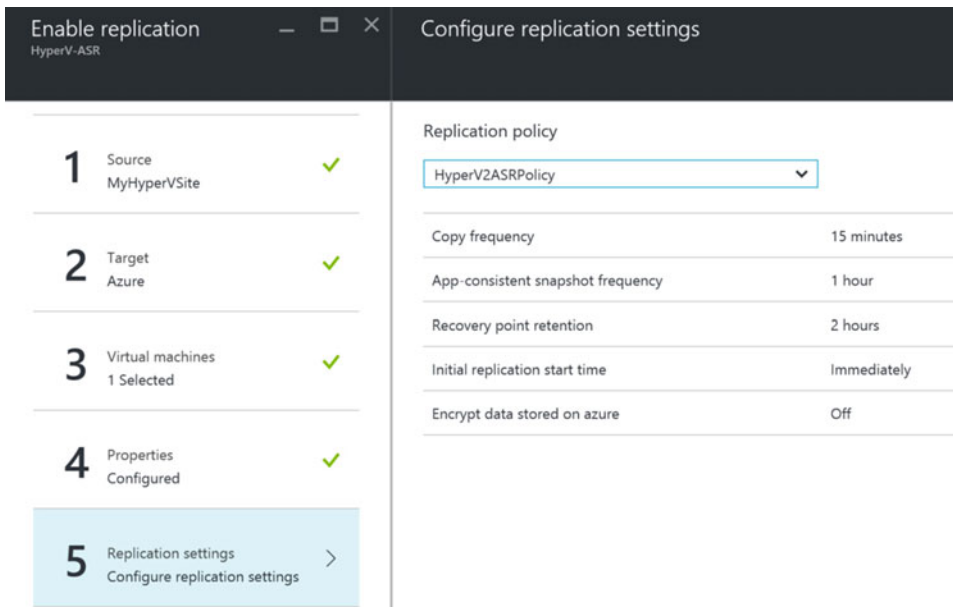 Enable replication
HyperV-ASR
1
Source
MyHyperVSite
2
Target
Azure
3
Virtual machines
1 Selected
4
Properties
Configured
5
Replication settings
Configure replication settings
Configure replication settings
Replication policy
HyperV2ASRPolicy
Copy frequency 15 minutes
App-consistent snapshot frequency 1 hour
Recovery point retention 2 hours
Initial replication start time Immediately
Encrypt data stored on azure Off